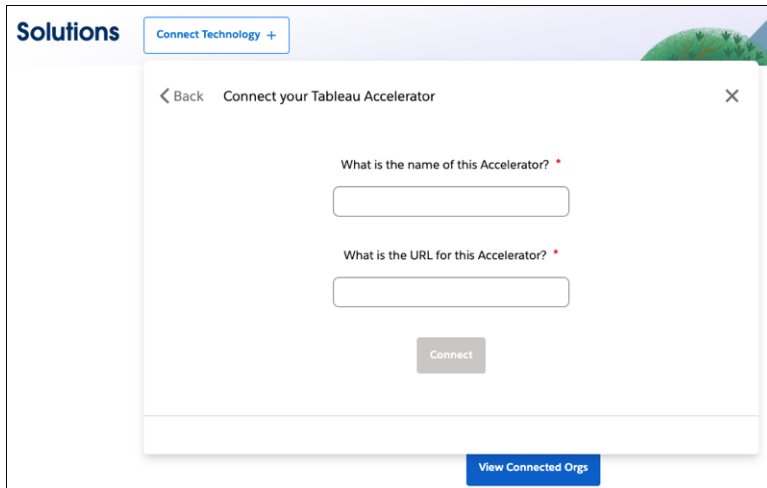 Solutions
Connect Technology +
Back
Connect your Tableau Accelerator
What is the name of this Accelerator? *
What is the URL for this Accelerator? *
Connect
View Connected Orgs